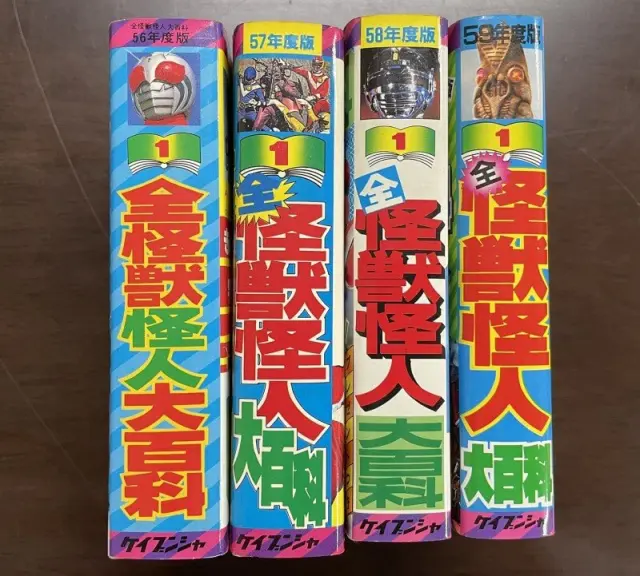 全怪獣怪人大百科
56年度版
1
全怪獣怪人大百科
ケイブンシャ
57年度版
1
全
怪獣怪人
大百科
ケイブンシャ
58年度版
1
全
怪獣怪人
大百科
ケイブンシャ
59年度版
1
全
怪獣怪人
大百科
ケイブンシャ